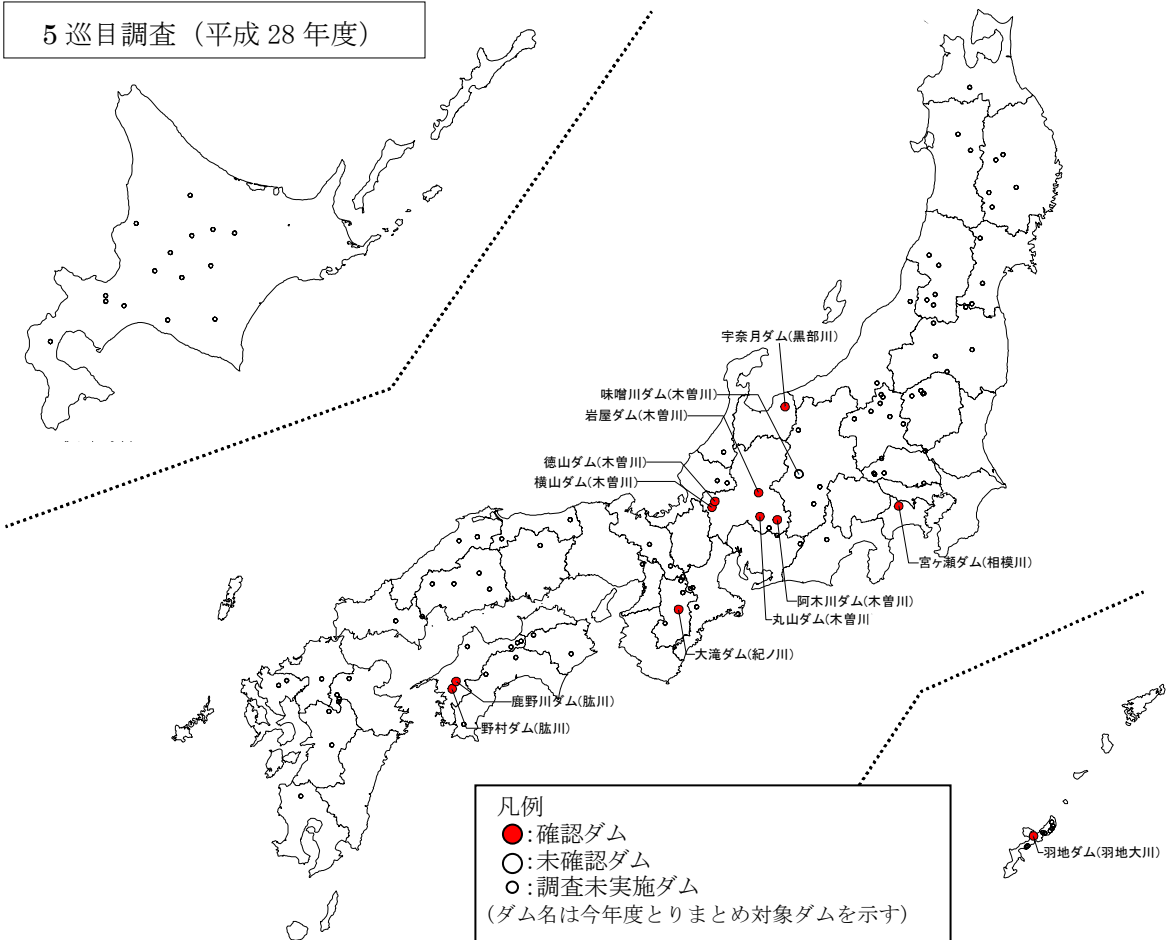 5 巡目調査（平成 28 年度）
宇奈月ダム(黒部川)
味噌川ダム(木曽川)
岩屋ダム(木曽川)
徳山ダム(木曽川)
横山ダム(木曽川)
宮ヶ瀬ダム(相模川)
阿木川ダム(木曽川)
丸山ダム(木曽川
大滝ダム(紀ノ川)
鹿野川ダム(肱川)
野村ダム(肱川)
羽地ダム(羽地大川)
凡例
：確認ダム
：未確認ダム
：調査未実施ダム
(ダム名は今年度とりまとめ対象ダムを示す)